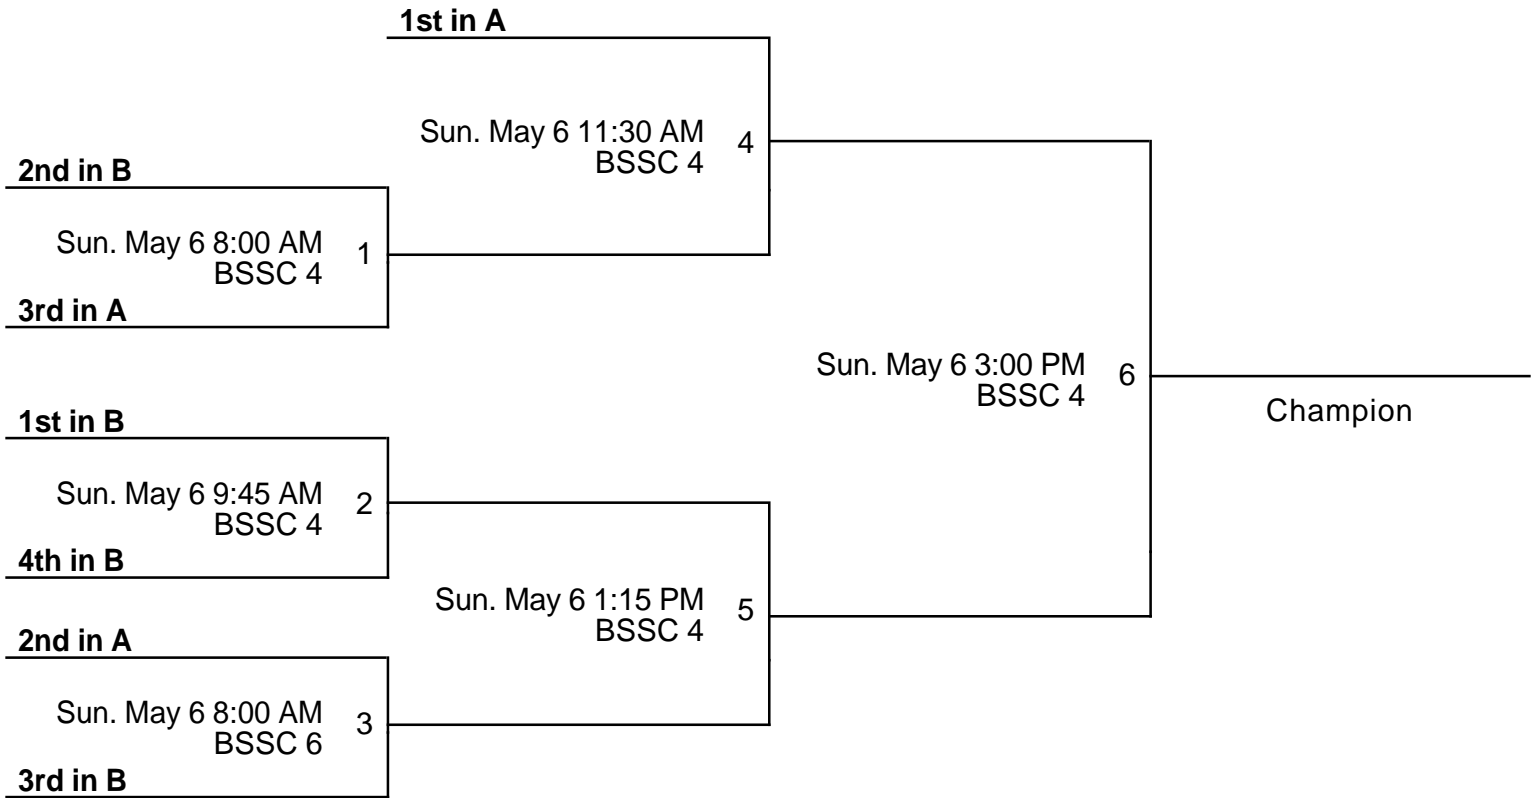 1st in A
Sun. May 6 11:30 AM
BSSC 4
4
2nd in B
Sun. May 6 8:00 AM
BSSC 4
1
3rd in A
Sun. May 6 3:00 PM
BSSC 4
6
Champion
1st in B
Sun. May 6 9:45 AM
BSSC 4
2
4th in B
Sun. May 6 1:15 PM
BSSC 4
5
2nd in A
Sun. May 6 8:00 AM
BSSC 6
3
3rd in B